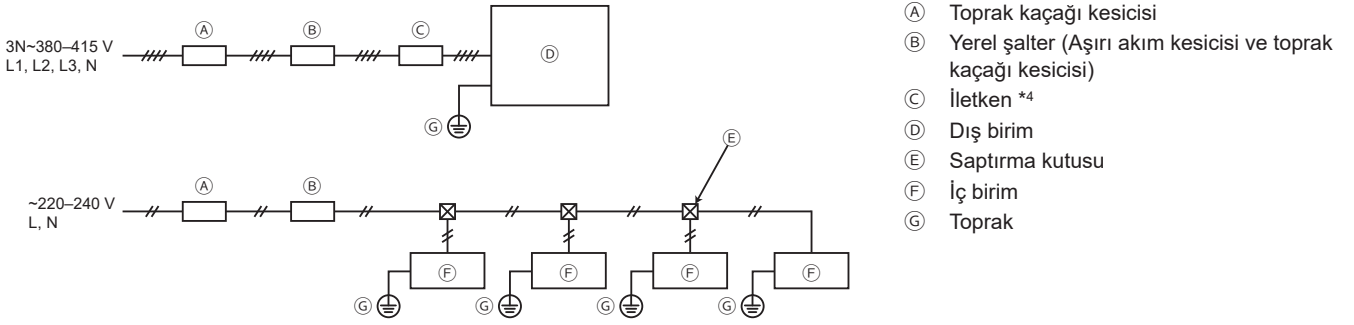 3N~380–415 V
L1, L2, L3, N
Ⓐ
Ⓑ
Ⓒ
Ⓓ
Ⓖ
Ⓔ
~220–240 V
L, N
Ⓐ
Ⓑ
Ⓕ
Ⓕ
Ⓕ
Ⓕ
Ⓖ
Ⓖ
Ⓖ
Ⓖ
Ⓐ Toprak kaçağı kesicisi
Ⓑ Yerel şalter (Aşırı akım kesicisi ve toprak
kaçağı kesicisi)
Ⓒ İletken *4
Ⓓ Dış birim
Ⓔ Saptırma kutusu
Ⓕ İç birim
Ⓖ Toprak